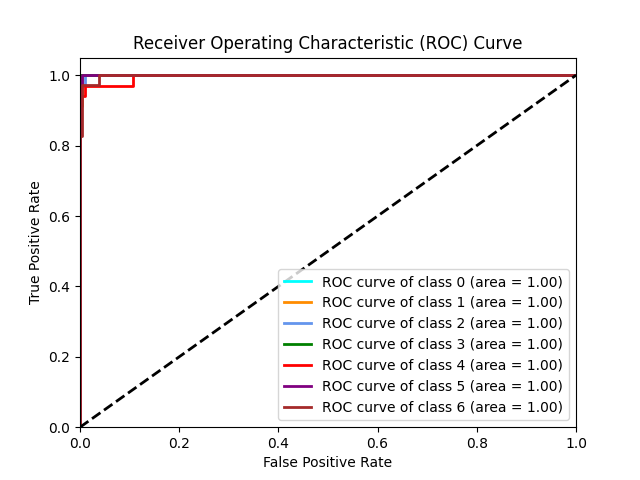 Receiver Operating Characteristic (ROC) Curve
1.0
0.8
0.6
0.4
0.2
0.0
True Positive Rate
ROC curve of class 0 (area = 1.00)
ROC curve of class 1 (area = 1.00)
ROC curve of class 2 (area = 1.00)
ROC curve of class 3 (area = 1.00)
ROC curve of class 4 (area = 1.00)
ROC curve of class 5 (area = 1.00)
ROC curve of class 6 (area = 1.00)
0.0 0.2 0.4 0.6 0.8 1.0
False Positive Rate